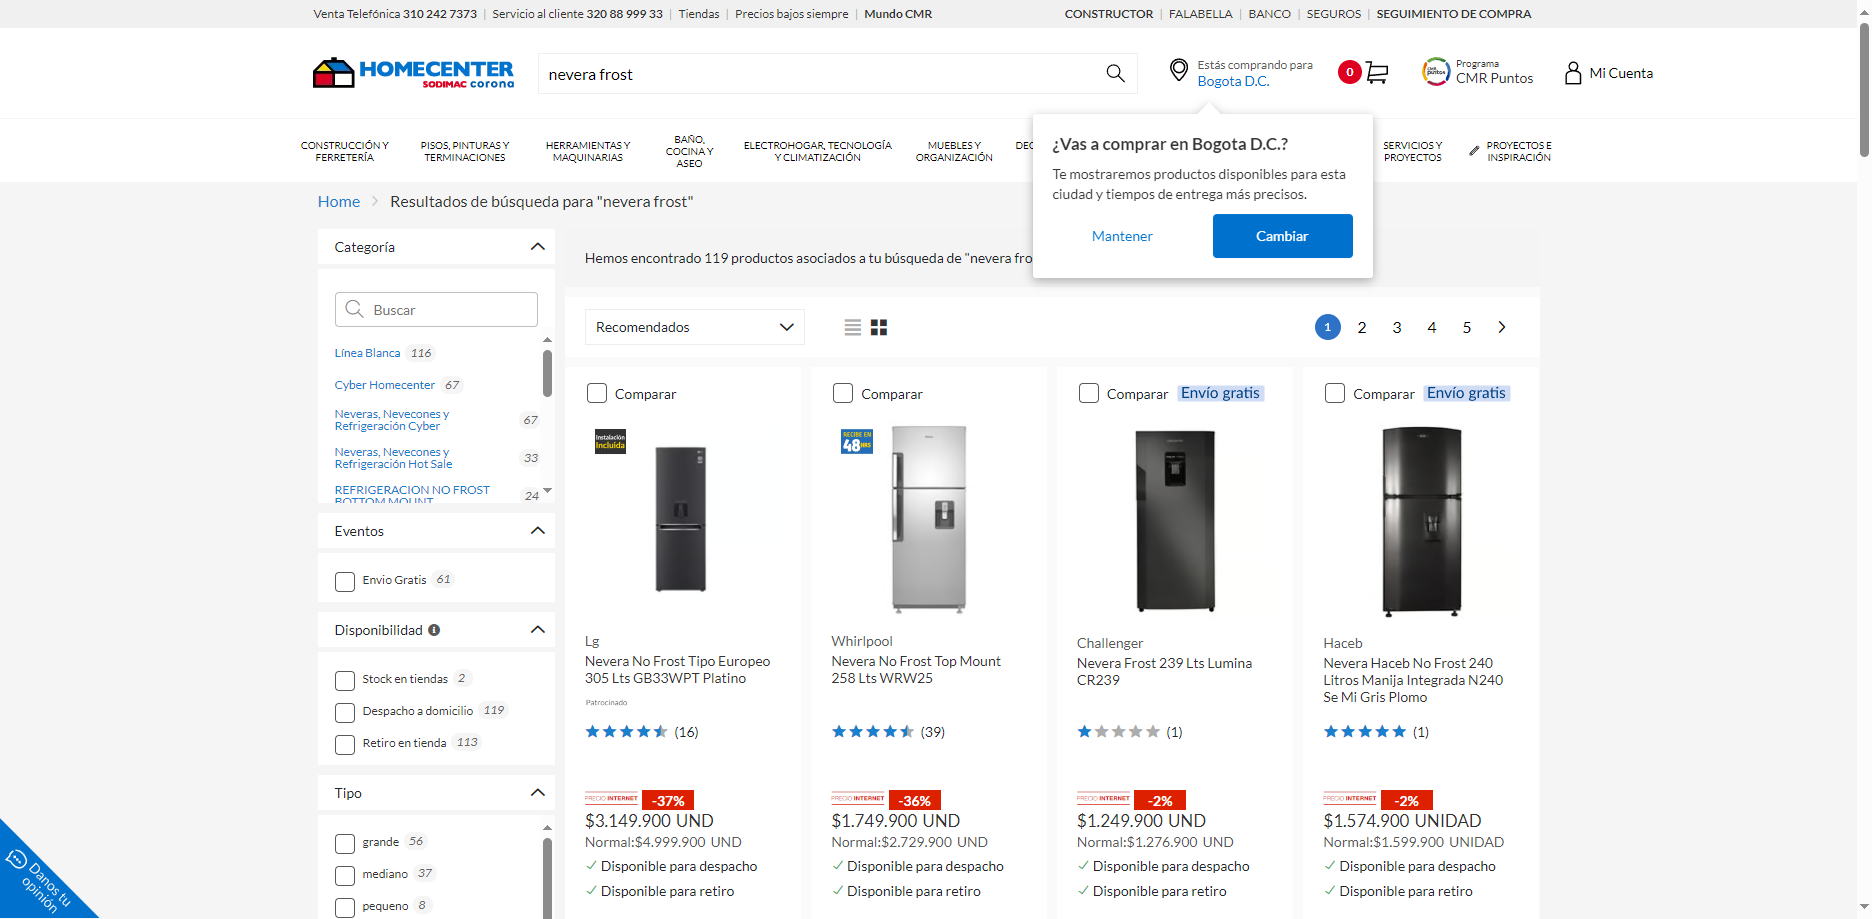 Venta Telefónica 310 242 7373 | Servicio al cliente 320 88 999 33 | Tiendas | Precios bajos siempre | Mundo CMR
CONSTRUCTOR | FALABELLA | BANCO | SEGUROS | SEGUIMIENTO DE COMPRA
HOMECENTER
SODIMAC corona
nevera frost
Estás comprando para
Bogota D.C.
0
Programa
CMR Puntos
Mi Cuenta
CONSTRUCCIÓN Y
FERRETERÍA
PISOS, PINTURAS Y
TERMINACIONES
HERRAMIENTAS Y
MAQUINARIAS
BAÑO,
COCINA Y
ASEO
ELECTROHOGAR, TECNOLOGÍA
Y CLIMATIZACIÓN
MUEBLES Y
ORGANIZACIÓN
SERVICIOS Y
PROYECTOS
PROYECTOS E
INSPIRACIÓN
¿Vas a comprar en Bogota D.C.?
Te mostraremos productos disponibles para esta
ciudad y tiempos de entrega más precisos.
Mantener
Cambiar
Home > Resultados de búsqueda para "nevera frost"
Hemos encontrado 119 productos asociados a tu búsqueda de "nevera fro
Categoría
Buscar
Línea Blanca 116
Cyber Homecenter 67
Neveras, Nevecones y
Refrigeración Cyber 67
Neveras, Nevecones y
Refrigeración Hot Sale 33
REFRIGERACION NO FROST
BOTTOM MOUNT 24
Eventos
Envio Gratis 61
Disponibilidad
Stock en tiendas 2
Despacho a domicilio 119
Retiro en tienda 113
Tipo
grande 56
mediano 37
pequeno 8
Danos tu
opinión
Recomendados
1 2 3 4 5
Comparar
Instalación
Incluida
Lg
Nevera No Frost Tipo Europeo
305 Lts GB33WPT Platino
Patrocinado
(16)
PRECIO INTERNET -37%
$3.149.900 UND
Normal:$4.999.900 UND
Disponible para despacho
Disponible para retiro
Comparar
RECIBE EN
48HRS
Whirlpool
Nevera No Frost Top Mount
258 Lts WRW25
(39)
PRECIO INTERNET -36%
$1.749.900 UND
Normal:$2.729.900 UND
Disponible para despacho
Disponible para retiro
Comparar Envío gratis
Challenger
Nevera Frost 239 Lts Lumina
CR239
(1)
PRECIO INTERNET -2%
$1.249.900 UND
Normal:$1.276.900 UND
Disponible para despacho
Disponible para retiro
Comparar Envío gratis
Haceb
Nevera Haceb No Frost 240
Litros Manija Integrada N240
Se Mi Gris Plomo
(1)
PRECIO INTERNET -2%
$1.574.900 UNIDAD
Normal:$1.599.900 UNIDAD
Disponible para despacho
Disponible para retiro